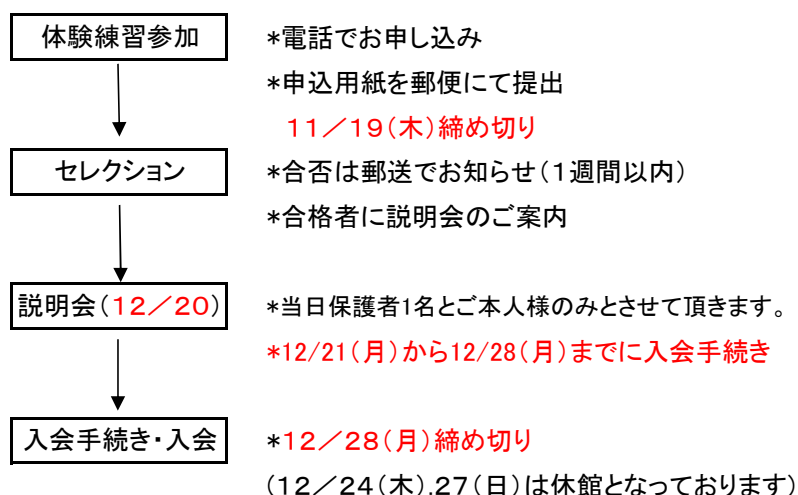 体験練習参加 *電話でお申し込み
*申込用紙を郵便にて提出
11／19(木)締め切り
セレクション *合否は郵送でお知らせ(1週間以内)
*合格者に説明会のご案内
説明会(12／20) *当日保護者1名とご本人様のみとさせて頂きます。
*12/21(月)から12/28(月)までに入会手続き
入会手続き・入会 *12／28(月)締め切り
(12／24(木).27(日)は休館となっております)